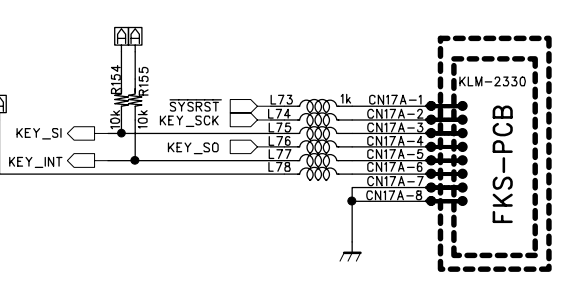 A A
R154
R155
10k
10k
A
SYSRST
KEY_SCK
KEY_SI
KEY_SO
KEY_INT
L73
L74
L75
L76
L77
L78
1k
CN17A-1
CN17A-2
CN17A-3
CN17A-4
CN17A-5
CN17A-6
CN17A-7
CN17A-8
KLM-2330
FKS-PCB